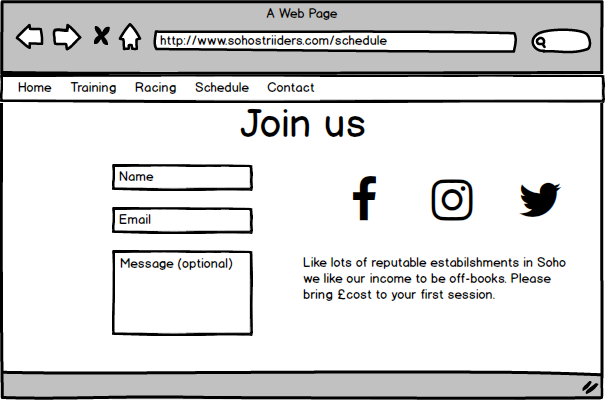 A Web Page
http://www.sohostriiders.com/schedule
Home Training Racing Schedule Contact
Join us
Name
Email
Message (optional)
Like lots of reputable estabilshments in Soho
we like our income to be off-books. Please
bring £cost to your first session.